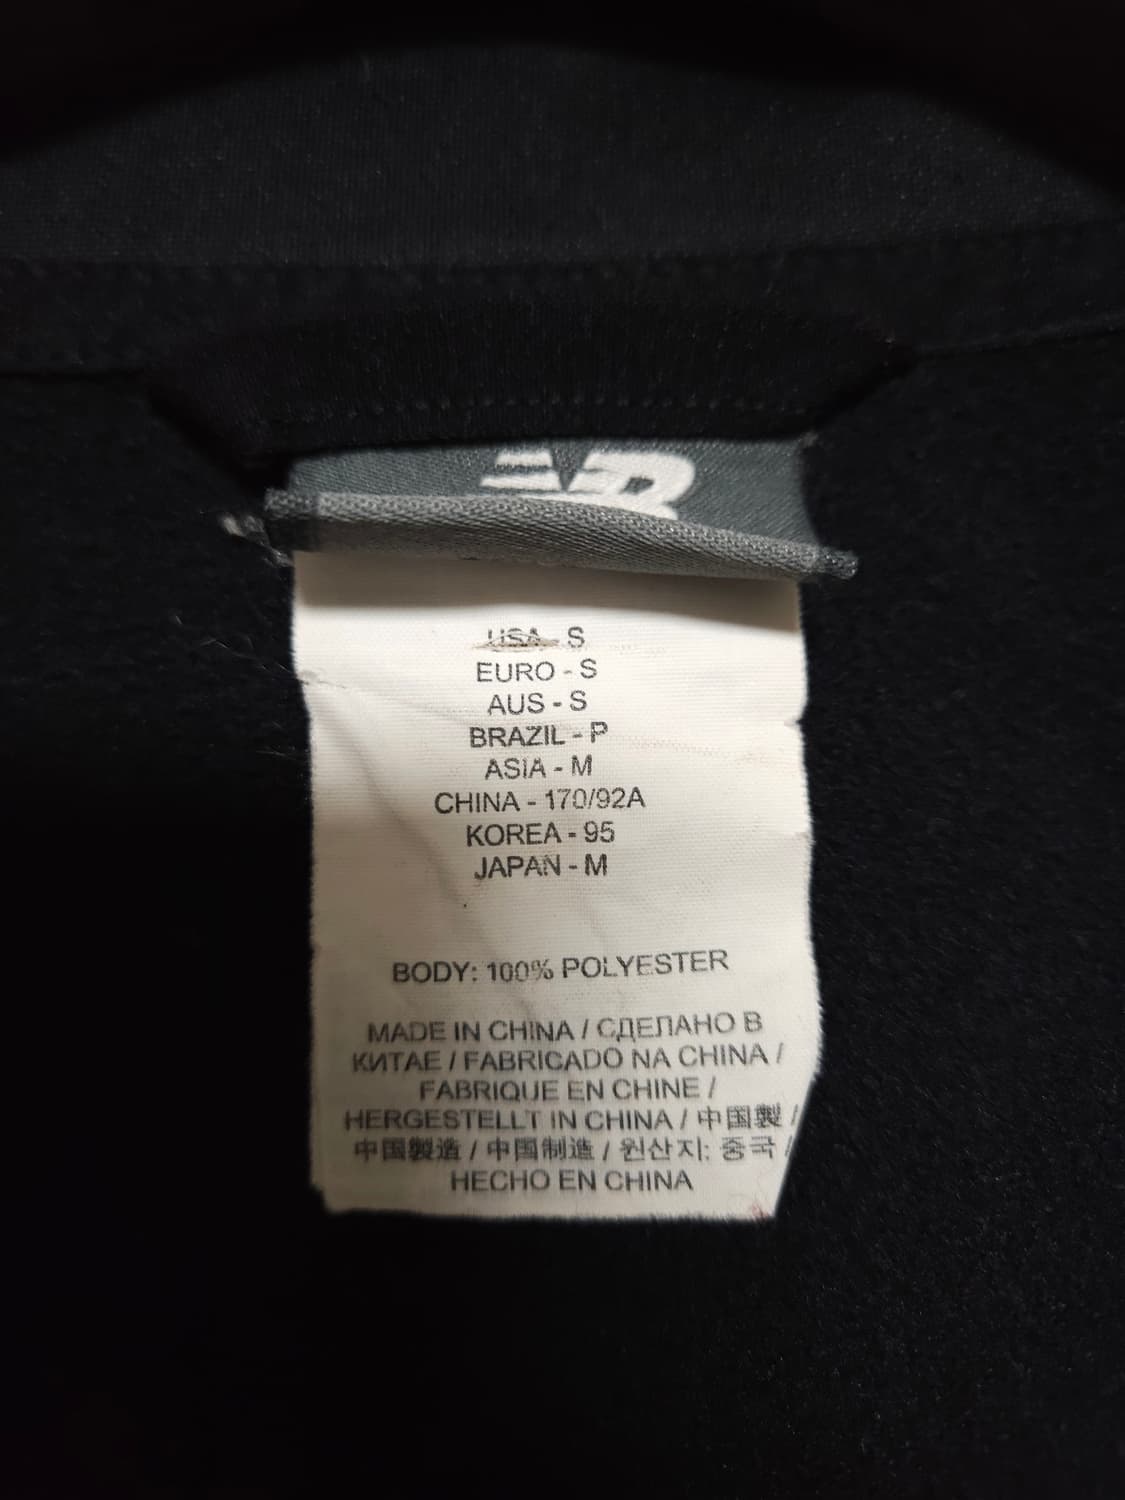 NB
USA - S
EURO - S
AUS - S
BRAZIL - P
ASIA - M
CHINA - 170/92A
KOREA - 95
JAPAN - M
BODY: 100% POLYESTER
MADE IN CHINA / СДЕЛАНО В
КИТАЕ / FABRICADO NA CHINA /
FABRIQUE EN CHINE /
HERGESTELLT IN CHINA / 中国製 /
中國製造 / 中国制造 / 원산지: 중국 /
HECHO EN CHINA